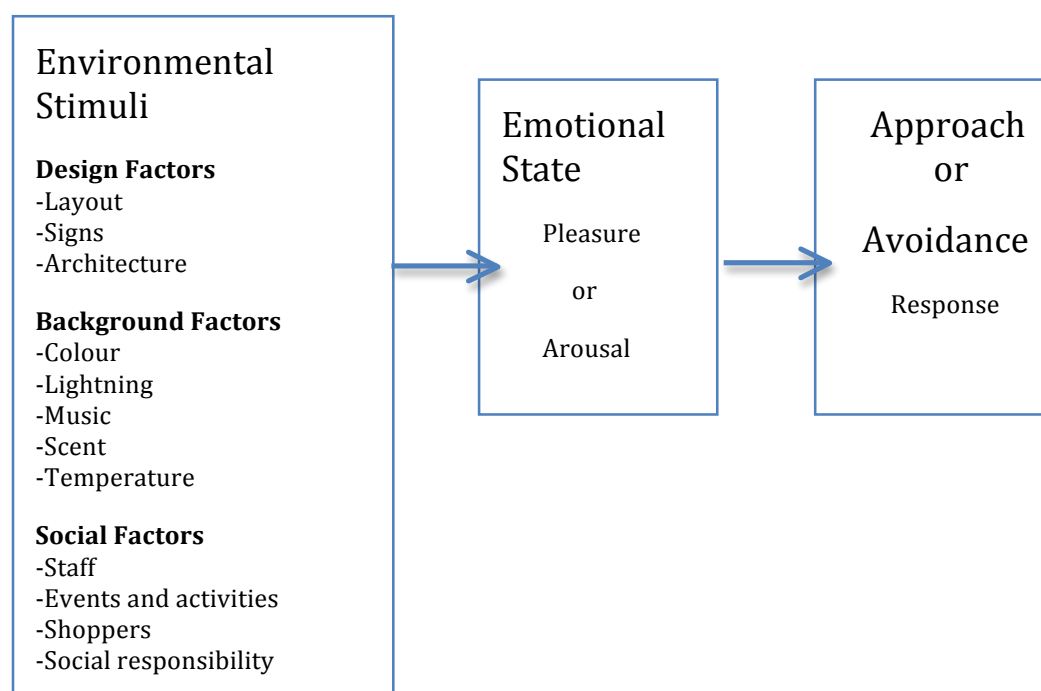 Environmental
Stimuli
Design Factors
-Layout
-Signs
-Architecture
Background Factors
-Colour
-Lightning
-Music
-Scent
-Temperature
Social Factors
-Staff
-Events and activities
-Shoppers
-Social responsibility
Emotional
State
Pleasure
or
Arousal
Approach
or
Avoidance
Response